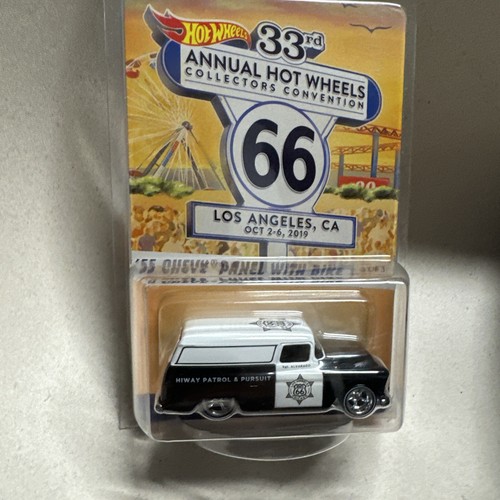 HOT WHEELS
33rd
ANNUAL HOT WHEELS
COLLECTORS CONVENTION
66
LOS ANGELES, CA
OCT 2-6, 2019
'55 CHEVY PANEL WITH BIKE
HIWAY PATROL & PURSUIT
66